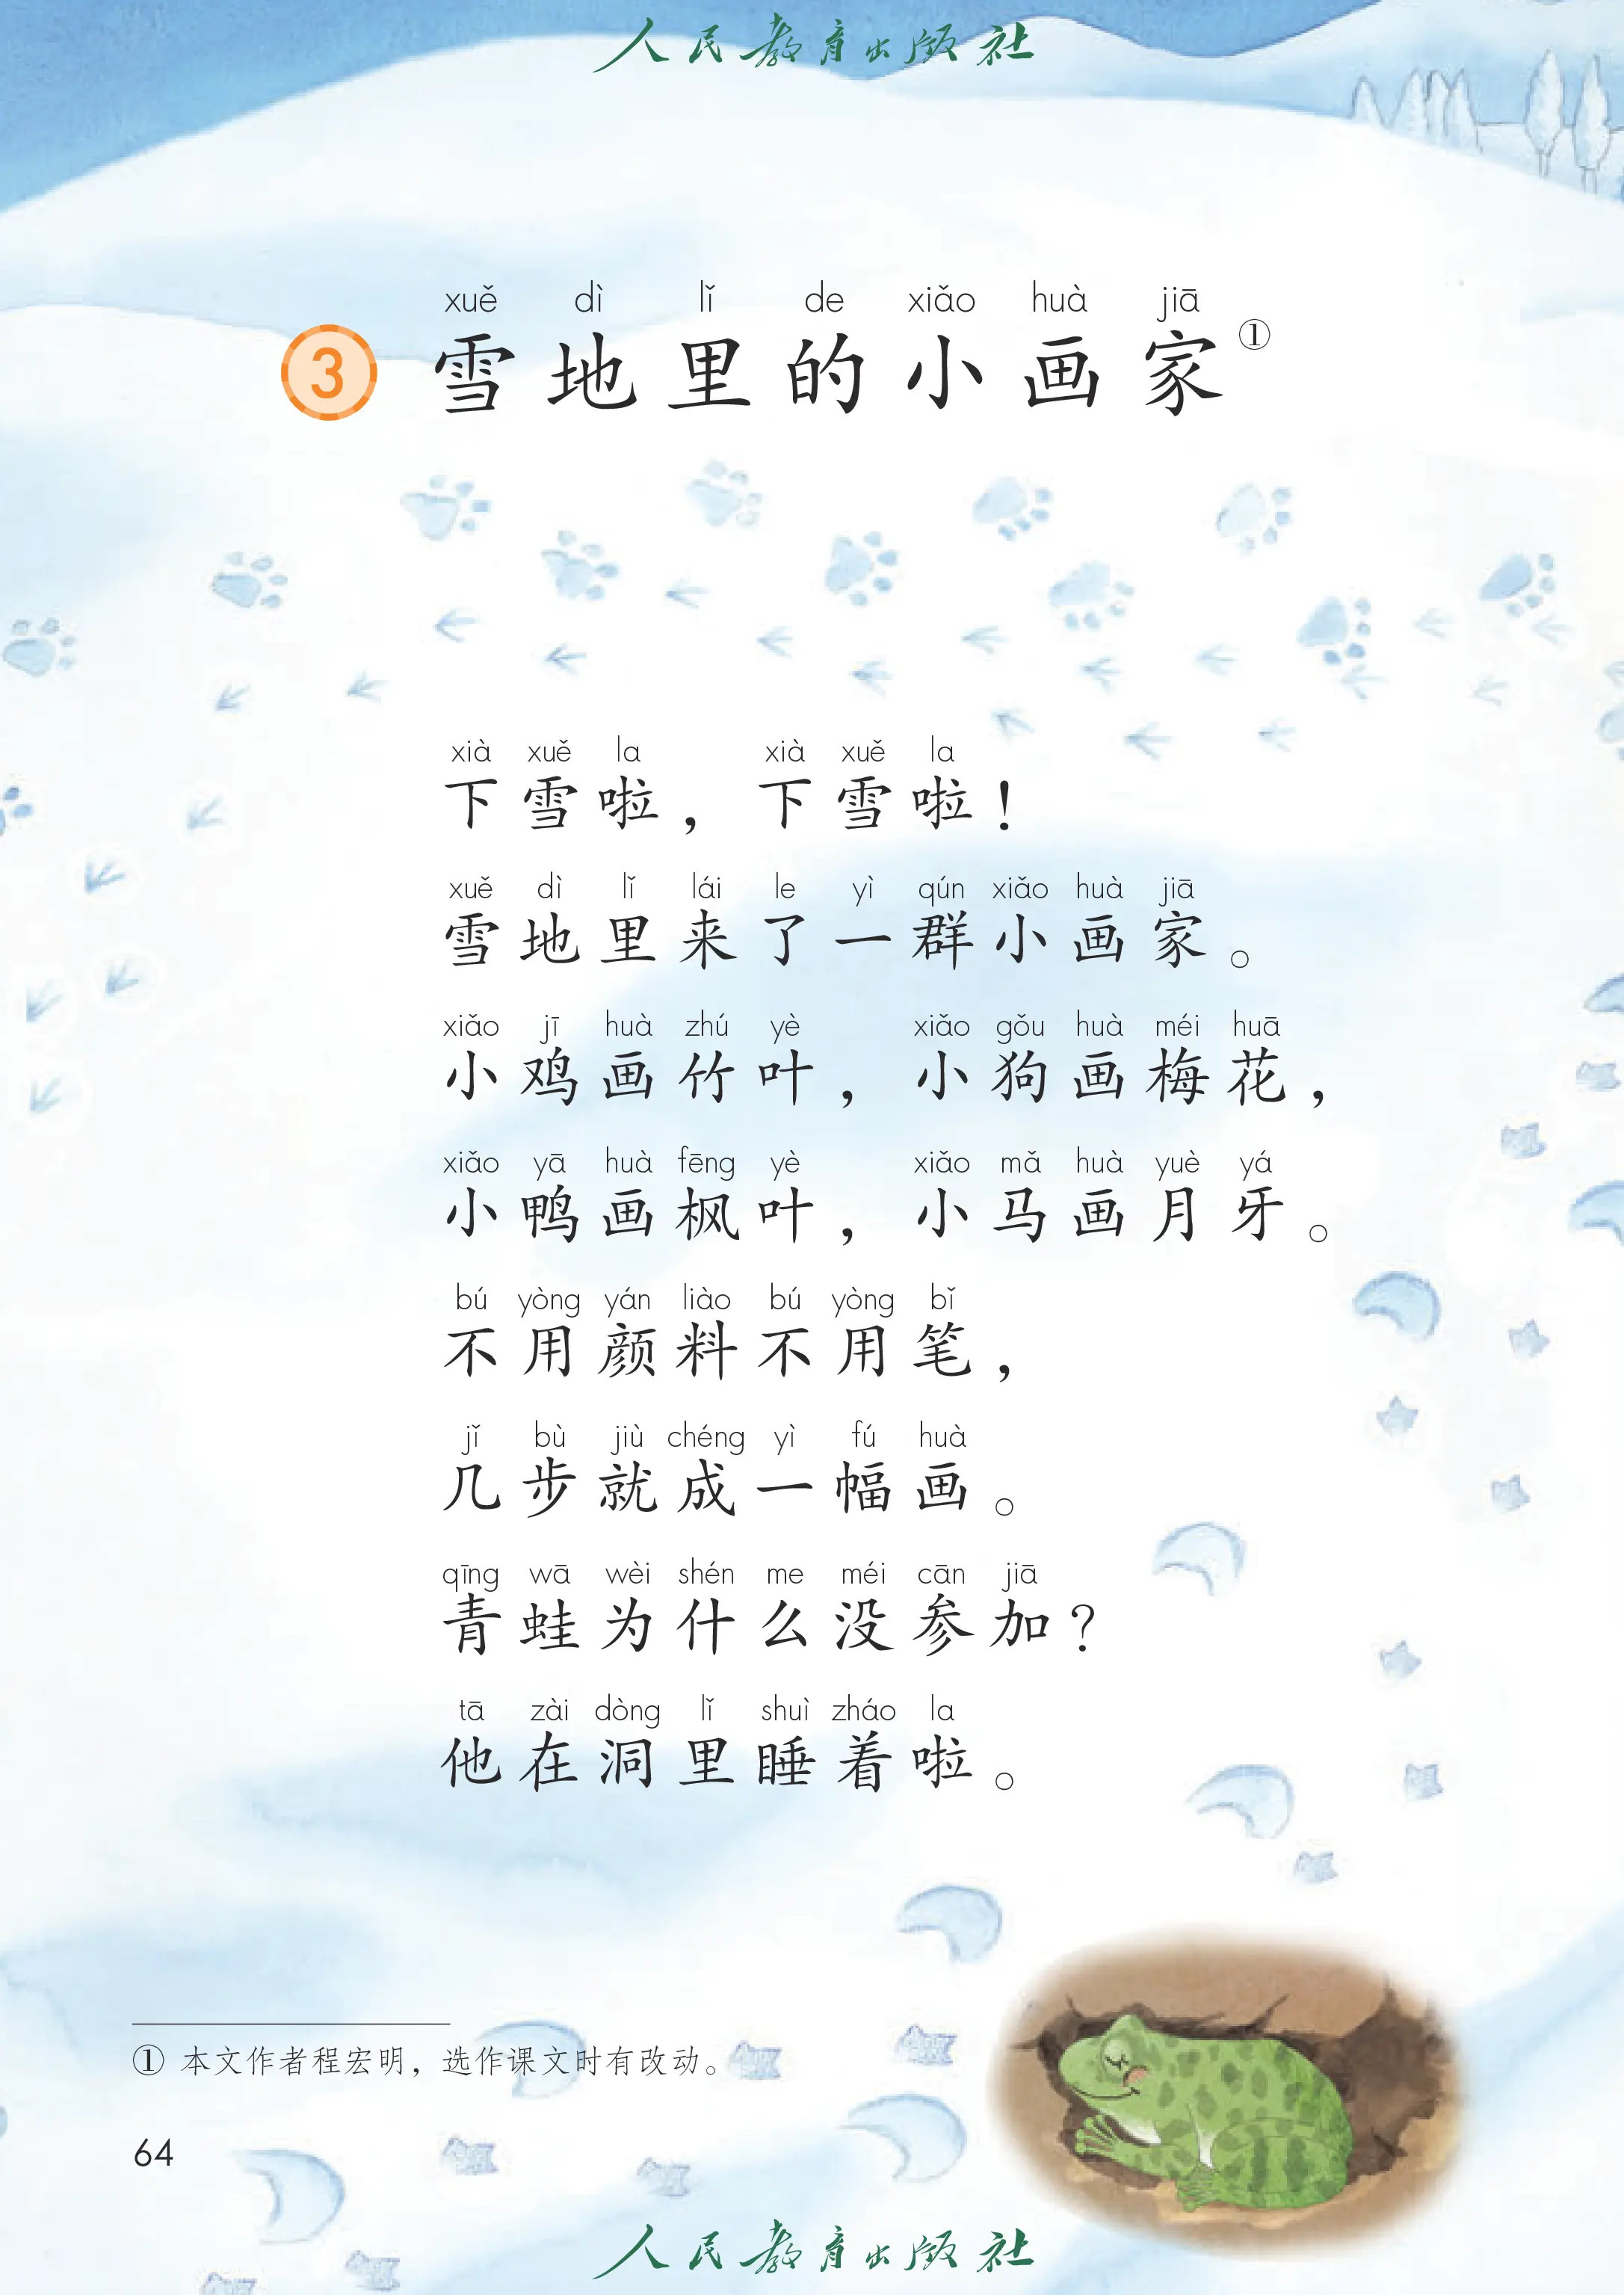 人民教育出版社
xuě dì lǐ de xiǎo huà jiā
3 雪地里的小画家①
xià xuě la xià xuě la
下雪啦，下雪啦！
xuě dì lǐ lái le yì qún xiǎo huà jiā
雪地里来了一群小画家。
xiǎo jī huà zhú yè xiǎo gǒu huà méi huā
小鸡画竹叶，小狗画梅花，
xiǎo yā huà fēng yè xiǎo mǎ huà yuè yá
小鸭画枫叶，小马画月牙。
bú yòng yán liào bú yòng bǐ
不用颜料不用笔，
jǐ bù jiù chéng yì fú huà
几步就成一幅画。
qīng wā wèi shén me méi cān jiā
青蛙为什么没参加？
tā zài dòng lǐ shuì zháo la
他在洞里睡着啦。
① 本文作者程宏明，选作课文时有改动。
64
人民教育出版社